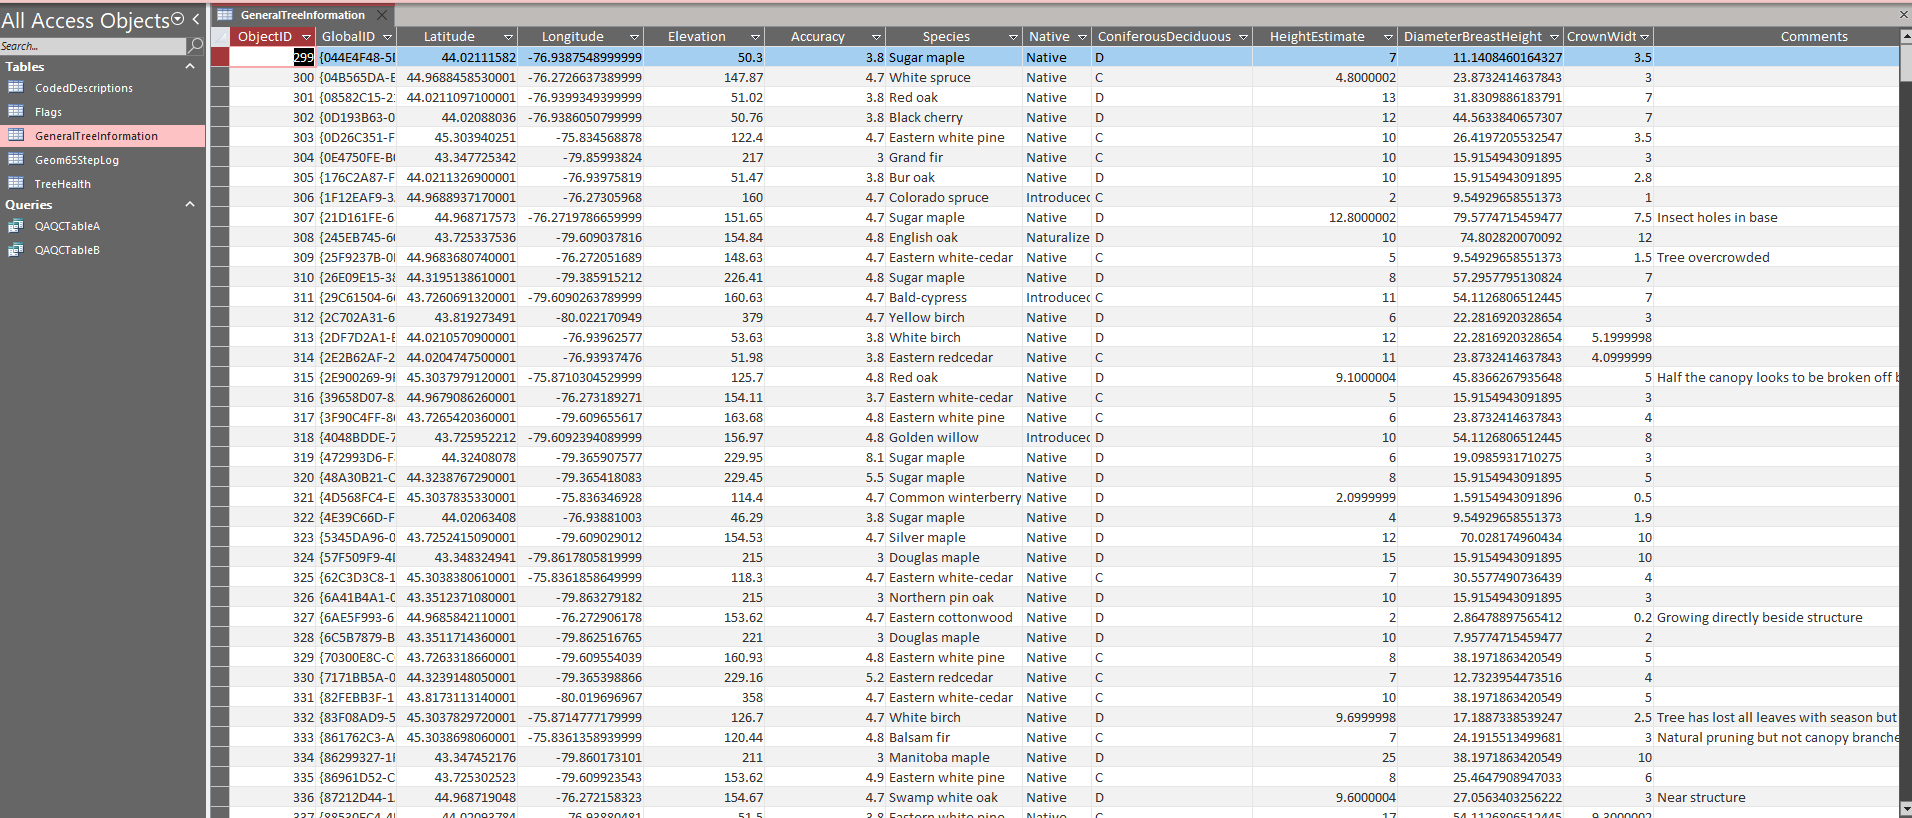 All Access Objects
Search...
Tables
CodedDescriptions
Flags
GeneralTreeInformation
Geom65StepLog
TreeHealth
Queries
QAQCTableA
QAQCTableB
GeneralTreeInformation
ObjectID GlobalID Latitude Longitude Elevation Accuracy Species Native ConiferousDeciduous HeightEstimate DiameterBreastHeight CrownWidt Comments
299 {044E4F48-5 44.02111582 -76.9387548999999 50.3 3.8 Sugar maple Native D 7 11.1408460164327 3.5
300 {04B565DA-E 44.9688458530001 -76.2726637389999 147.87 4.7 White spruce Native C 4.8000002 23.8732414637843 3
301 {08582C15-2 44.0211097100001 -76.9399349399999 51.02 3.8 Red oak Native D 13 31.8309886183791 7
302 {0D193B63-0 44.02088036 -76.9386050799999 50.76 3.8 Black cherry Native D 12 44.5633840657307 7
303 {0D26C351-F 45.303940251 -75.834568878 122.4 4.7 Eastern white pine Native C 10 26.4197205532547 3.5
304 {0E4750FE-B 43.347725342 -79.85993824 217 3 Grand fir Native C 10 15.9154943091895 3
305 {176C2A87-F 44.0211326900001 -76.93975819 51.47 3.8 Bur oak Native D 10 15.9154943091895 2.8
306 {1F12EAF9-3 44.9688937170001 -76.27305968 160 4.7 Colorado spruce Introduced C 2 9.54929658551373 1
307 {21D161FE-6 44.968717573 -76.2719786659999 151.65 4.7 Sugar maple Native D 12.8000002 79.5774715459477 7.5 Insect holes in base
308 {245EB745-6 43.725337536 -79.609037816 154.84 4.8 English oak Naturalize D 10 74.802820070092 12
309 {25F9237B-0 44.9683680740001 -76.272051689 148.63 4.7 Eastern white-cedar Native C 5 9.54929658551373 1.5 Tree overcrowded
310 {26E09E15-38 44.3195138610001 -79.385915212 226.41 4.8 Sugar maple Native D 8 57.2957795130824 7
311 {29C61504-6 43.7260691320001 -79.6090263789999 160.63 4.7 Bald-cypress Introduced C 11 54.1126806512445 7
312 {2C702A31-6 43.819273491 -80.022170949 379 4.7 Yellow birch Native D 6 22.2816920328654 3
313 {2DF7D2A1-E 44.0210570900001 -76.93962577 53.63 3.8 White birch Native D 12 22.2816920328654 5.1999998
314 {2E2B62AF-2 44.0204747500001 -76.93937476 51.98 3.8 Eastern redcedar Native C 11 23.8732414637843 4.0999999
315 {2E900269-9 45.3037979120001 -75.8710304529999 125.7 4.8 Red oak Native D 9.1000004 45.8366267935648 5 Half the canopy looks to be broken off b
316 {39658D07-8 44.9679086260001 -76.273189271 154.11 3.7 Eastern white-cedar Native C 5 15.9154943091895 3
317 {3F90C4FF-8 43.7265420360001 -79.609655617 163.68 4.8 Eastern white pine Native C 6 23.8732414637843 4
318 {4048BDDE-7 43.725952212 -79.6092394089999 156.97 4.8 Golden willow Introduced D 10 54.1126806512445 8
319 {472993D6-F 44.32408078 -79.365907577 229.95 8.1 Sugar maple Native D 6 19.0985931710275 3
320 {48A30B21-C 44.3238767290001 -79.365418083 229.45 5.5 Sugar maple Native D 8 15.9154943091895 5
321 {4D568FC4-E 45.3037835330001 -75.836346928 114.4 4.7 Common winterberry Native D 2.0999999 1.59154943091896 0.5
322 {4E39C66D-F 44.02063408 -76.93881003 46.29 3.8 Sugar maple Native D 4 9.54929658551373 1.9
323 {5345DA96-0 43.7252415090001 -79.609029012 154.53 4.7 Silver maple Native D 12 70.028174960434 10
324 {57F509F9-4 43.348324941 -79.8617805819999 215 3 Douglas maple Native D 15 15.9154943091895 10
325 {62C3D3C8-1 45.3038380610001 -75.8361858649999 118.3 4.7 Eastern white-cedar Native C 7 30.5577490736439 4
326 {6A41B4A1-0 43.3512371080001 -79.863279182 215 3 Northern pin oak Native D 10 15.9154943091895 3
327 {6AE5F993-6 44.9685842110001 -76.272906178 153.62 4.7 Eastern cottonwood Native D 2 2.86478897565412 0.2 Growing directly beside structure
328 {6C5B7879-B 43.3511714360001 -79.862516765 221 3 Douglas maple Native D 10 7.95774715459477 2
329 {70300E8C-C 43.7263318660001 -79.609554039 160.93 4.8 Eastern white pine Native C 8 38.1971863420549 5
330 {7171BB5A-0 44.3239148050001 -79.365398866 229.16 5.2 Eastern redcedar Native C 7 12.7323954473516 4
331 {82FEBB3F-1 43.8173113140001 -80.019696967 358 4.7 Eastern white-cedar Native C 10 38.1971863420549 5
332 {83F08AD9-5 45.3037829720001 -75.8714777179999 126.7 4.7 White birch Native D 9.6999998 17.1887338539247 2.5 Tree has lost all leaves with season but
333 {861762C3-A 45.3038698060001 -75.8361358939999 120.44 4.8 Balsam fir Native C 7 24.1915513499681 3 Natural pruning but not canopy branche
334 {86299327-1 43.347452176 -79.860173101 211 3 Manitoba maple Native D 25 38.1971863420549 10
335 {86961D52-C 43.725302523 -79.609923543 153.62 4.9 Eastern white pine Native C 8 25.4647908947033 6
336 {87212D44-1 44.968719048 -76.272158323 154.67 4.7 Swamp white oak Native D 9.6000004 27.0563403256222 3 Near structure